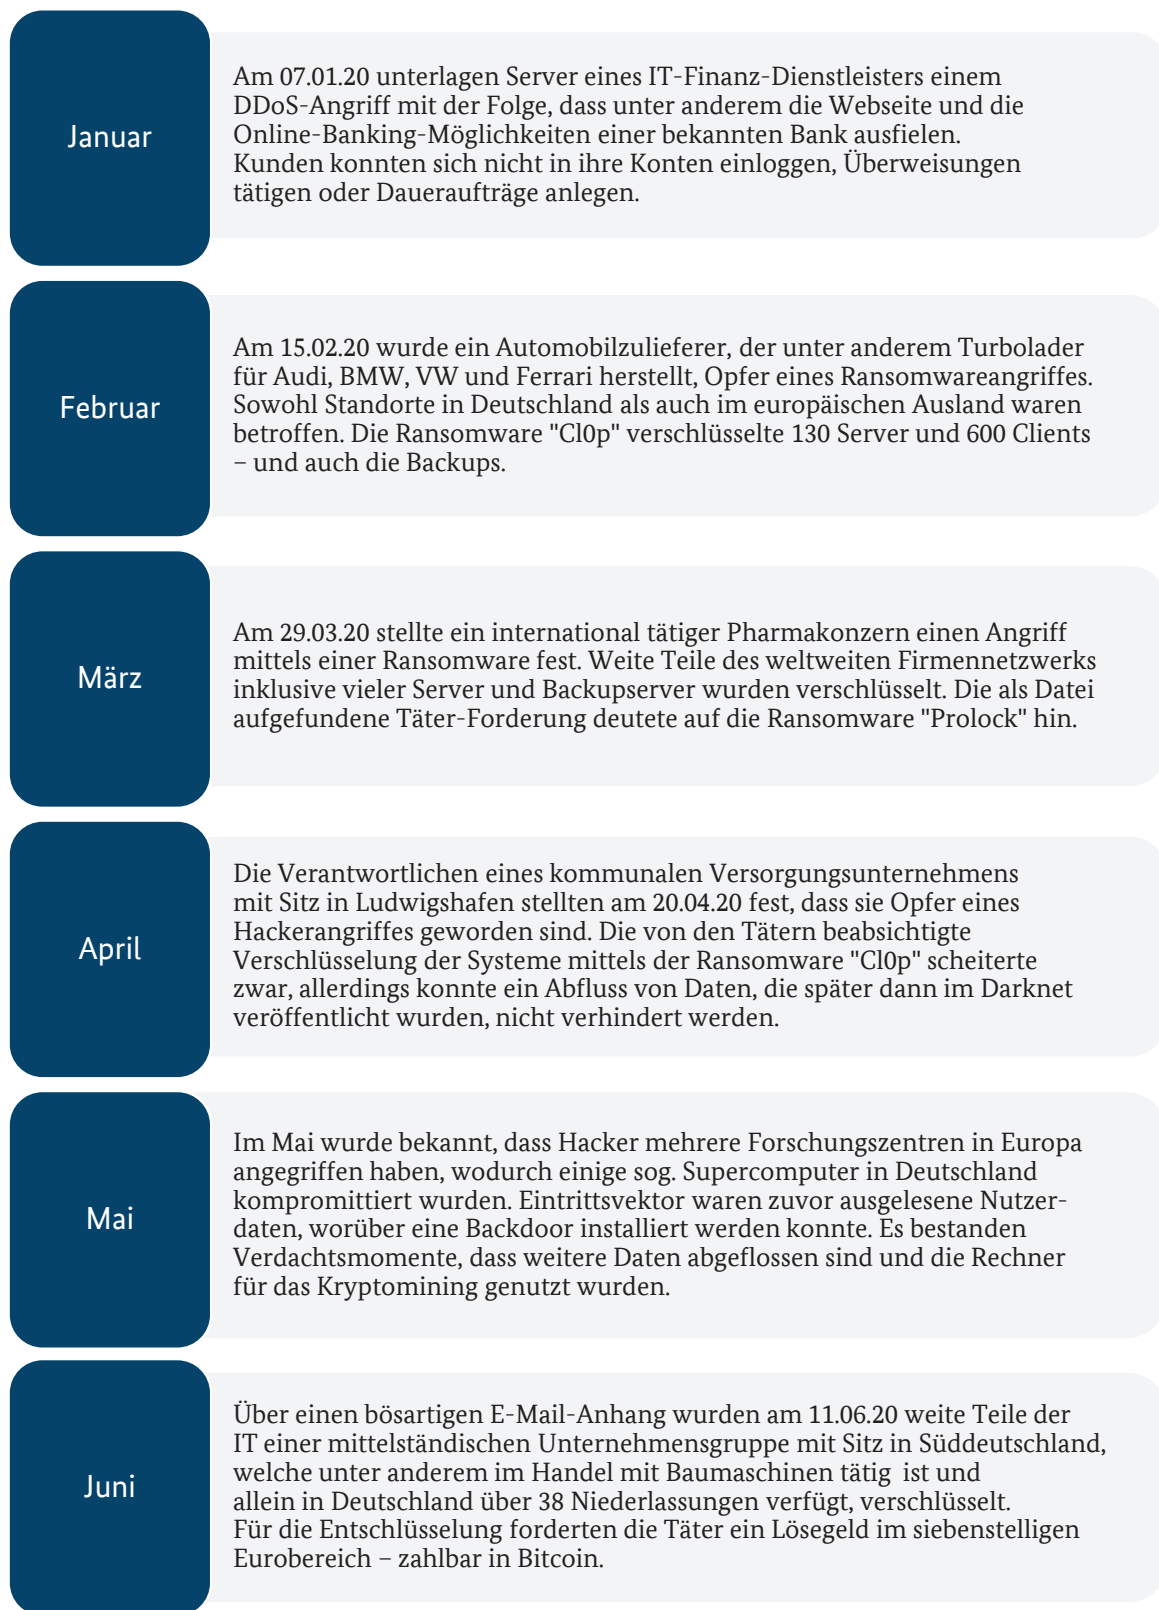 Januar
Am 07.01.20 unterlagen Server eines IT-Finanz-Dienstleisters einem
DDoS-Angriff mit der Folge, dass unter anderem die Webseite und die
Online-Banking-Möglichkeiten einer bekannten Bank ausfielen.
Kunden konnten sich nicht in ihre Konten einloggen, Überweisungen
tätigen oder Daueraufträge anlegen.
Februar
Am 15.02.20 wurde ein Automobilzulieferer, der unter anderem Turbolader
für Audi, BMW, VW und Ferrari herstellt, Opfer eines Ransomwareangriffes.
Sowohl Standorte in Deutschland als auch im europäischen Ausland waren
betroffen. Die Ransomware "Cl0p" verschlüsselte 130 Server und 600 Clients
– und auch die Backups.
März
Am 29.03.20 stellte ein international tätiger Pharmakonzern einen Angriff
mittels einer Ransomware fest. Weite Teile des weltweiten Firmennetzwerks
inklusive vieler Server und Backupserver wurden verschlüsselt. Die als Datei
aufgefundene Täter-Forderung deutete auf die Ransomware "Prolock" hin.
April
Die Verantwortlichen eines kommunalen Versorgungsunternehmens
mit Sitz in Ludwigshafen stellten am 20.04.20 fest, dass sie Opfer eines
Hackerangriffes geworden sind. Die von den Tätern beabsichtigte
Verschlüsselung der Systeme mittels der Ransomware "Cl0p" scheiterte
zwar, allerdings konnte ein Abfluss von Daten, die später dann im Darknet
veröffentlicht wurden, nicht verhindert werden.
Mai
Im Mai wurde bekannt, dass Hacker mehrere Forschungszentren in Europa
angegriffen haben, wodurch einige sog. Supercomputer in Deutschland
kompromittiert wurden. Eintrittsvektor waren zuvor ausgelesene Nutzer-
daten, worüber eine Backdoor installiert werden konnte. Es bestanden
Verdachtsmomente, dass weitere Daten abgeflossen sind und die Rechner
für das Kryptomining genutzt wurden.
Juni
Über einen bösartigen E-Mail-Anhang wurden am 11.06.20 weite Teile der
IT einer mittelständischen Unternehmensgruppe mit Sitz in Süddeutschland,
welche unter anderem im Handel mit Baumaschinen tätig ist und
allein in Deutschland über 38 Niederlassungen verfügt, verschlüsselt.
Für die Entschlüsselung forderten die Täter ein Lösegeld im siebenstelligen
Eurobereich – zahlbar in Bitcoin.